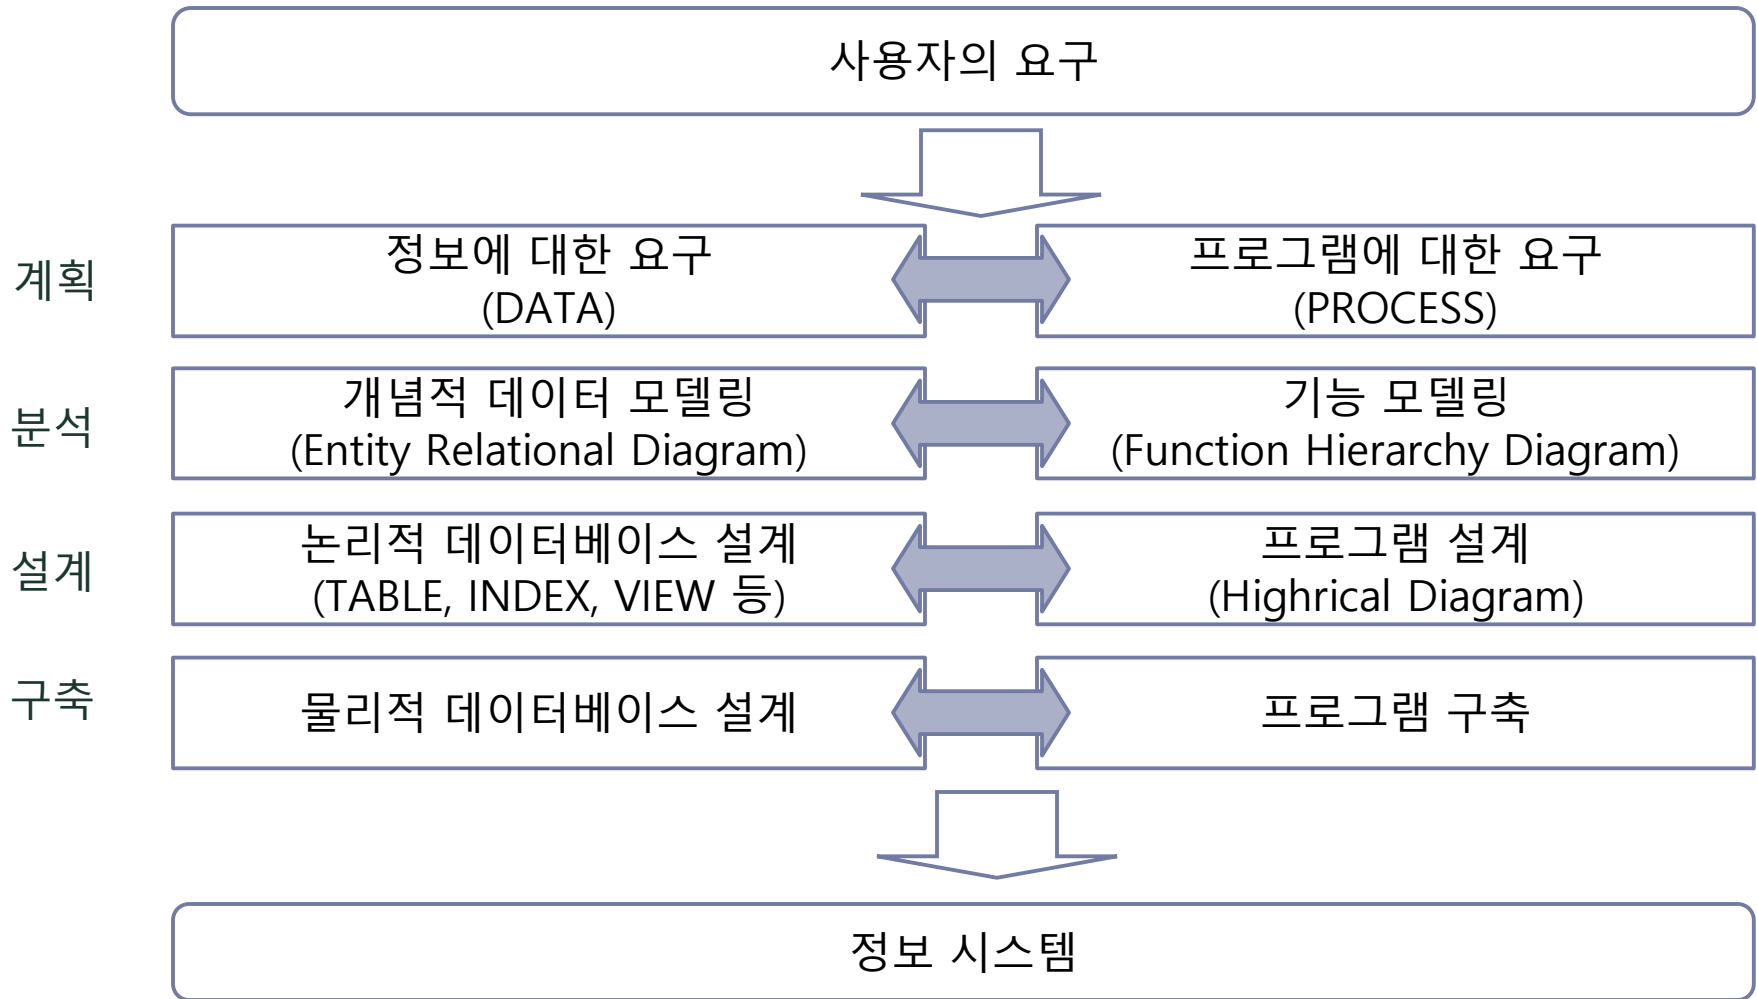 사용자의 요구
계획
정보에 대한 요구
(DATA)
프로그램에 대한 요구
(PROCESS)
분석
개념적 데이터 모델링
(Entity Relational Diagram)
기능 모델링
(Function Hierarchy Diagram)
설계
논리적 데이터베이스 설계
(TABLE, INDEX, VIEW 등)
프로그램 설계
(Highrical Diagram)
구축
물리적 데이터베이스 설계
프로그램 구축
정보 시스템